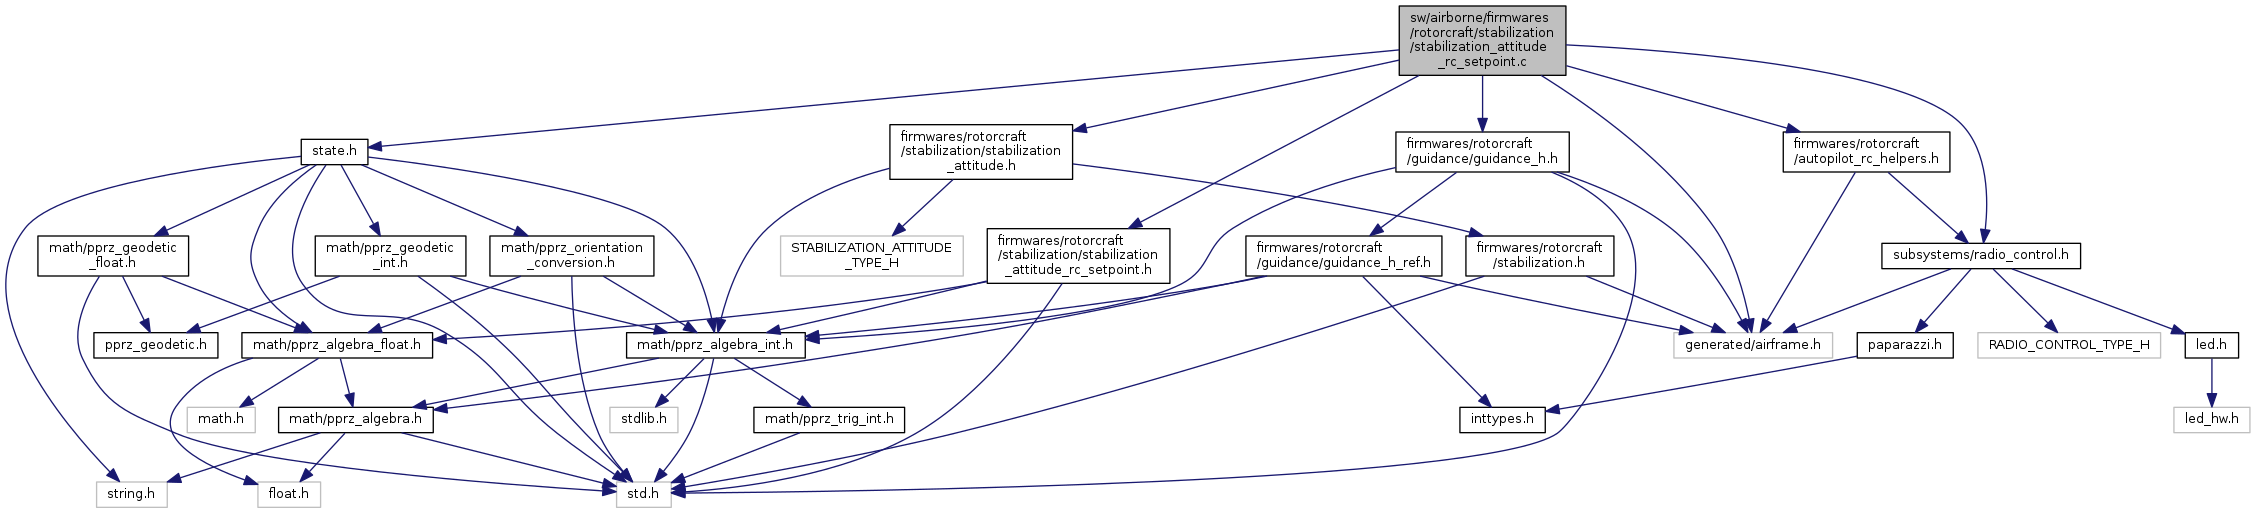 sw/airborne/firmwares
/rotorcraft/stabilization
/stabilization_attitude
_rc_setpoint.c
state.h
firmwares/rotorcraft
/stabilization/stabilization
_attitude.h
firmwares/rotorcraft
/guidance/guidance_h.h
firmwares/rotorcraft
/autopilot_rc_helpers.h
math/pprz_geodetic
_float.h
math/pprz_geodetic
_int.h
math/pprz_orientation
_conversion.h
STABILIZATION_ATTITUDE
_TYPE_H
firmwares/rotorcraft
/stabilization/stabilization
_attitude_rc_setpoint.h
firmwares/rotorcraft
/guidance/guidance_h_ref.h
firmwares/rotorcraft
/stabilization.h
subsystems/radio_control.h
pprz_geodetic.h
math/pprz_algebra_float.h
math/pprz_algebra_int.h
generated/airframe.h
paparazzi.h
RADIO_CONTROL_TYPE_H
led.h
math.h
math/pprz_algebra.h
stdlib.h
math/pprz_trig_int.h
inttypes.h
led_hw.h
string.h
float.h
std.h